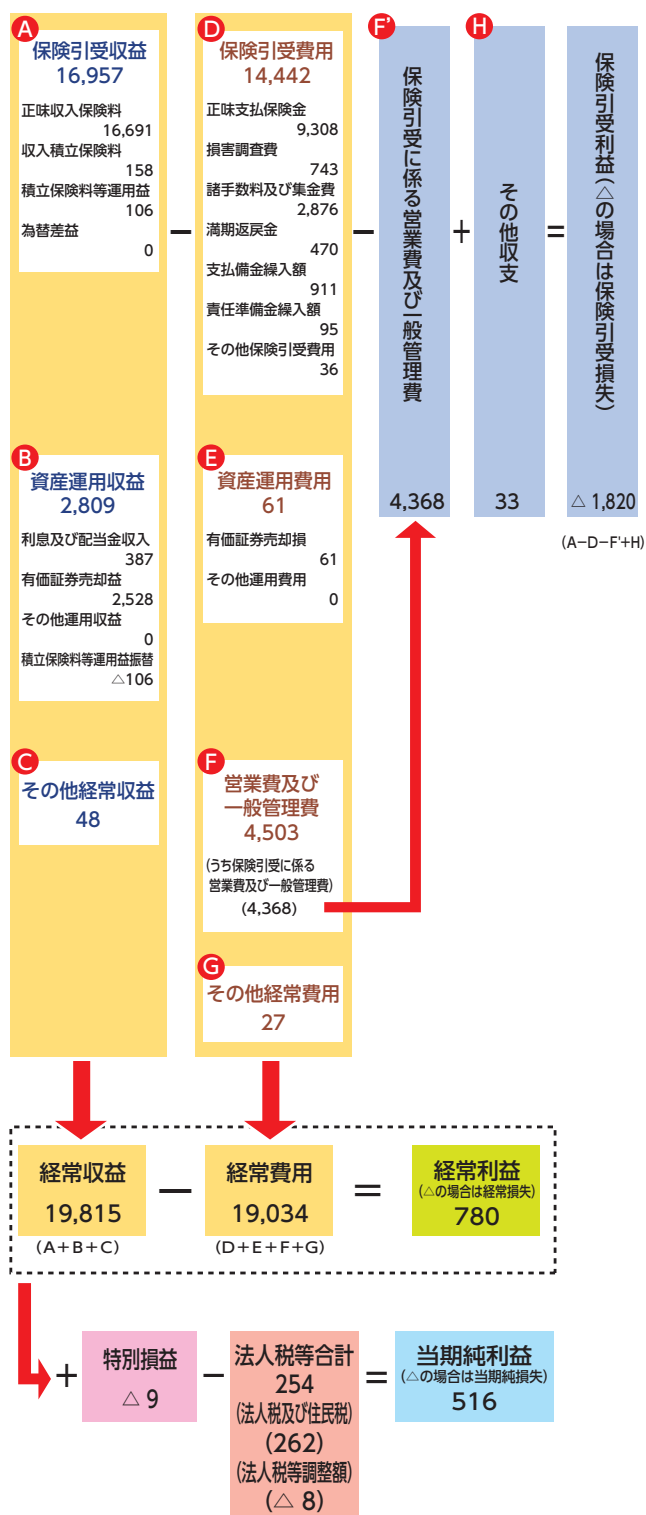 A
保険引受収益
16,957
正味収入保険料
16,691
収入積立保険料
158
積立保険料等運用益
106
為替差益
0
−
D
保険引受費用
14,442
正味支払保険金
9,308
損害調査費
743
諸手数料及び集金費
2,876
満期返戻金
470
支払備金繰入額
911
責任準備金繰入額
95
その他保険引受費用
36
−
F'
保険引受に係る営業費及び一般管理費
4,368
+
H
その他収支
33
=
保険引受利益(△の場合は保険引受損失)
△ 1,820
(A−D−F'+H)
B
資産運用収益
2,809
利息及び配当金収入
387
有価証券売却益
2,528
その他運用収益
0
積立保険料等運用益振替
△106
E
資産運用費用
61
有価証券売却損
61
その他運用費用
0
C
その他経常収益
48
F
営業費及び
一般管理費
4,503
(うち保険引受に係る
営業費及び一般管理費)
(4,368)
G
その他経常費用
27
経常収益
19,815
(A+B+C)
−
経常費用
19,034
(D+E+F+G)
=
経常利益
(△の場合は経常損失)
780
+
特別損益
△ 9
−
法人税等合計
254
(法人税及び住民税)
(262)
(法人税等調整額)
(△ 8)
=
当期純利益
(△の場合は当期純損失)
516